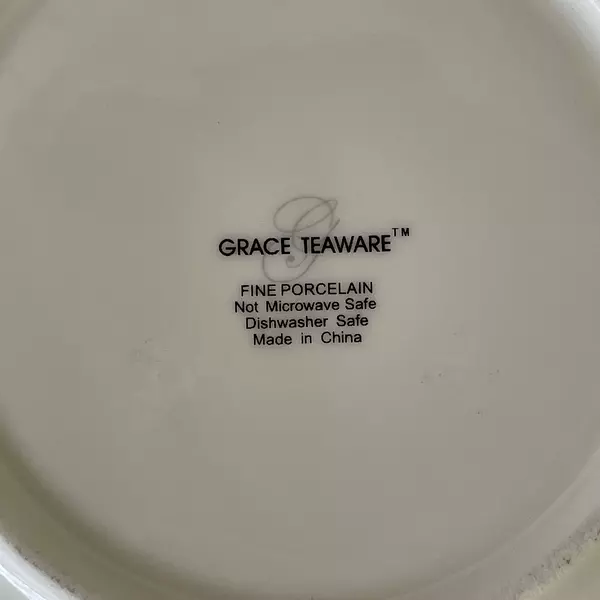 G
GRACE TEAWARE™
FINE PORCELAIN
Not Microwave Safe
Dishwasher Safe
Made in China